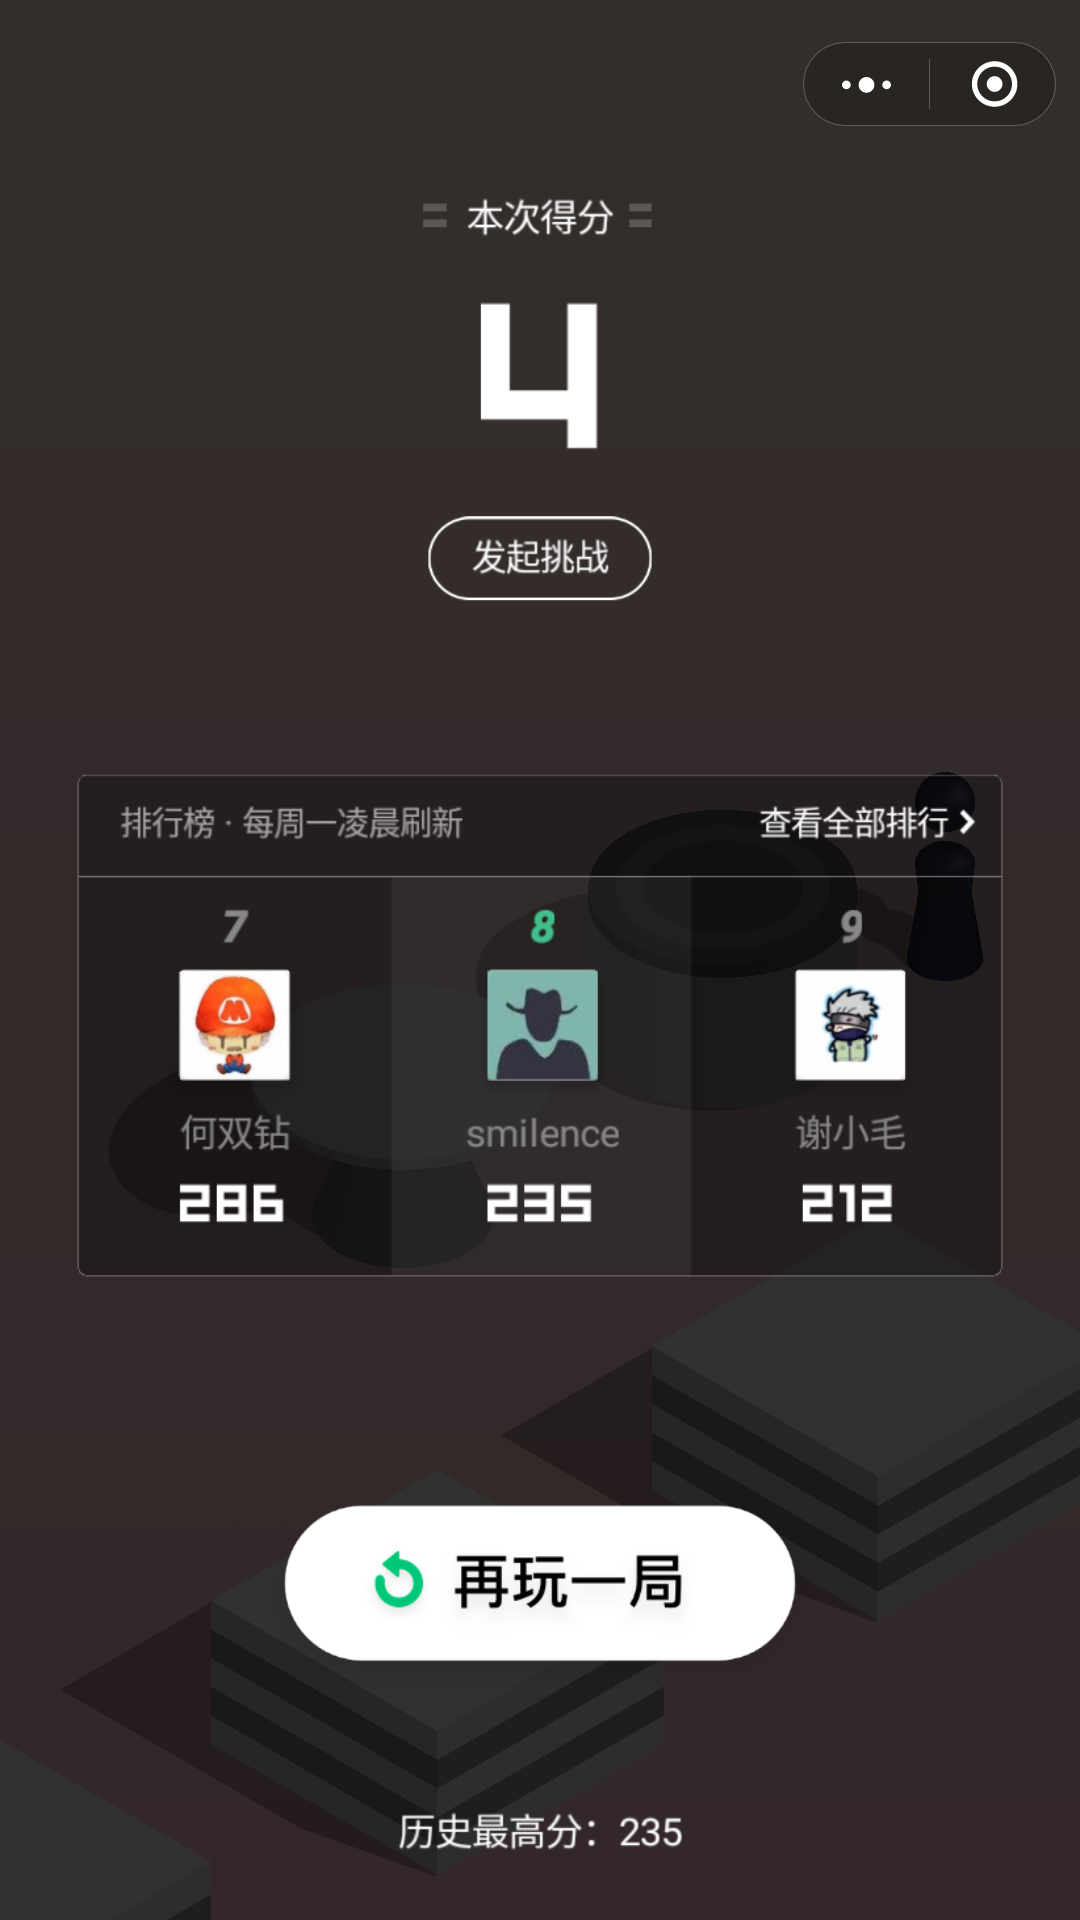 本次得分
4
发起挑战
排行榜 · 每周一凌晨刷新 查看全部排行
7 8 9
M
何双钻 smilence 谢小毛
286 235 212
再玩一局
历史最高分：235